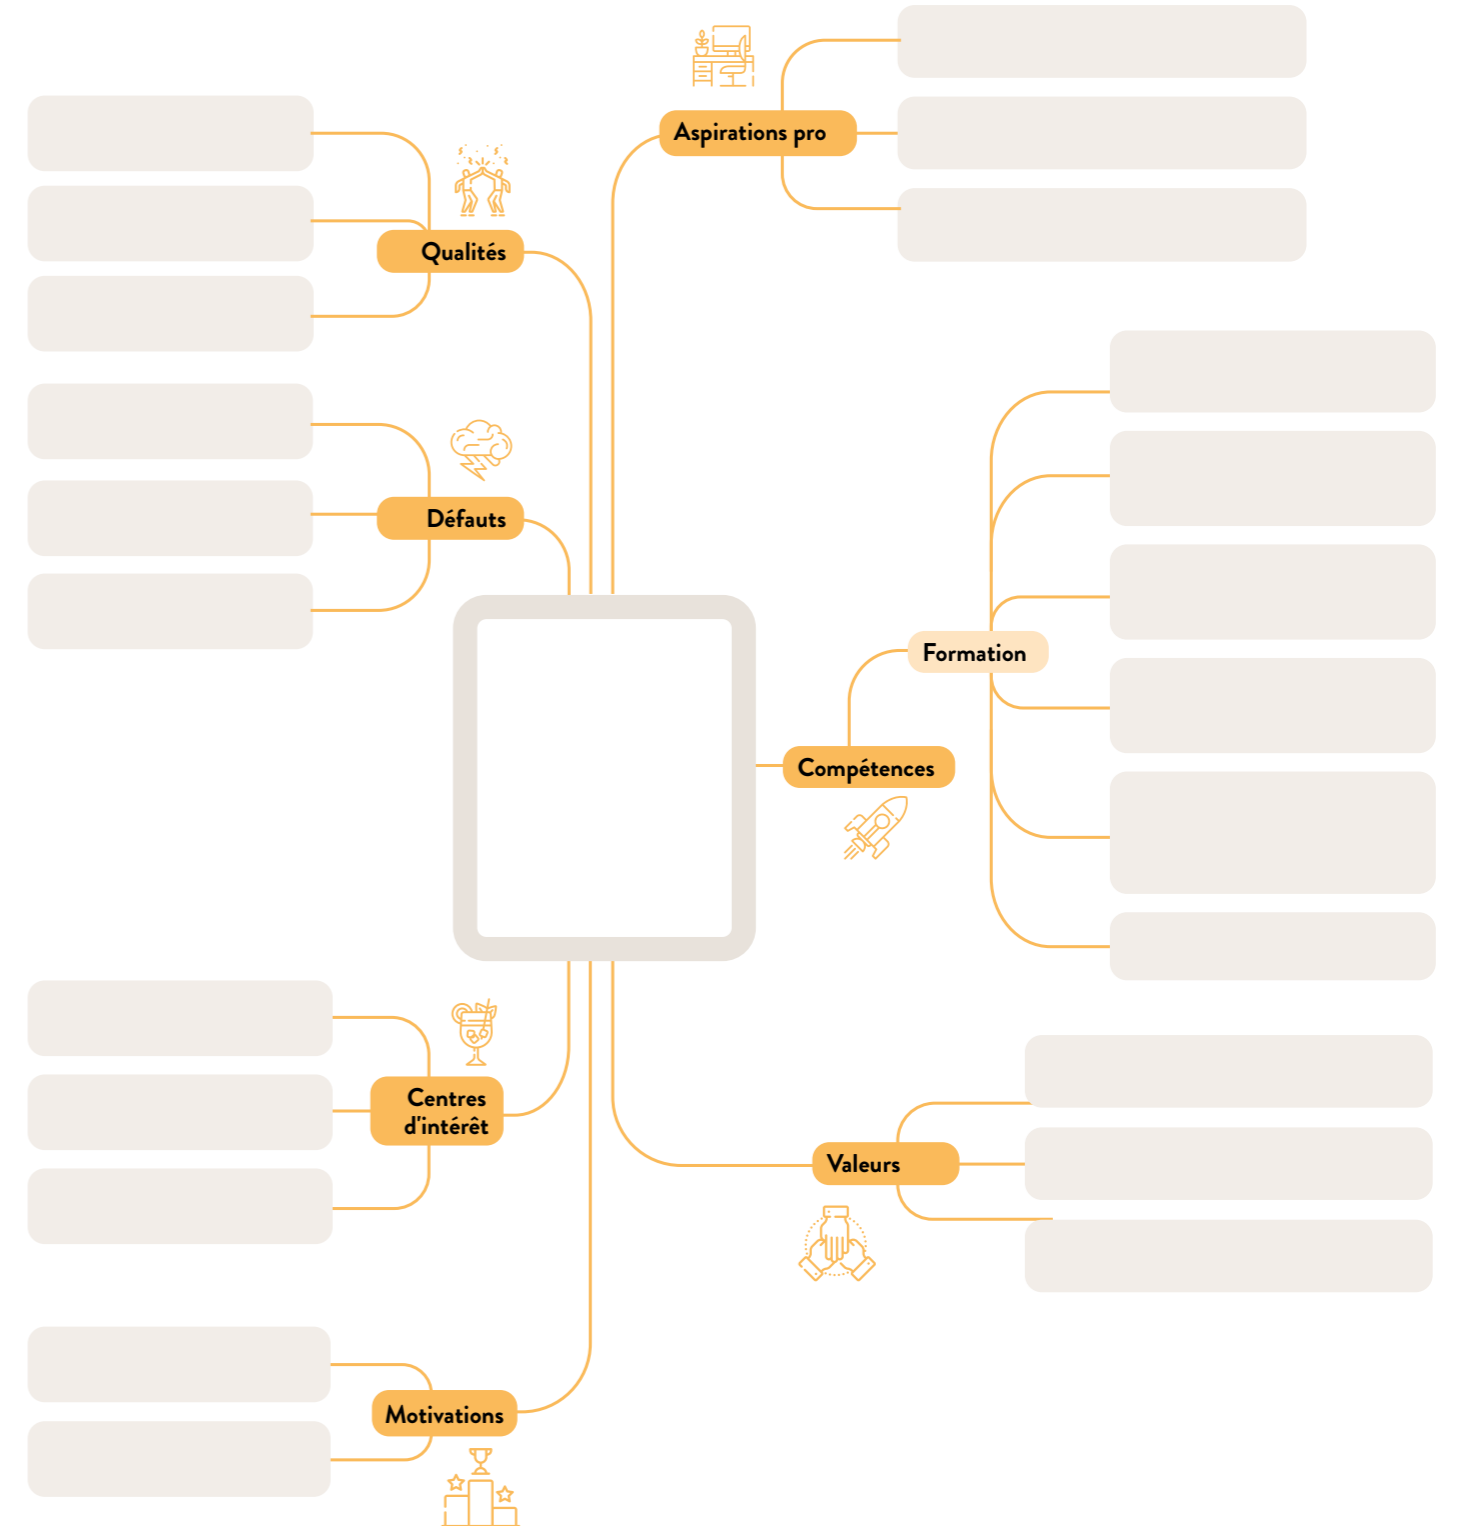 Aspirations pro
Qualités
Défauts
Formation
Compétences
Centres
d'intérêt
Valeurs
Motivations